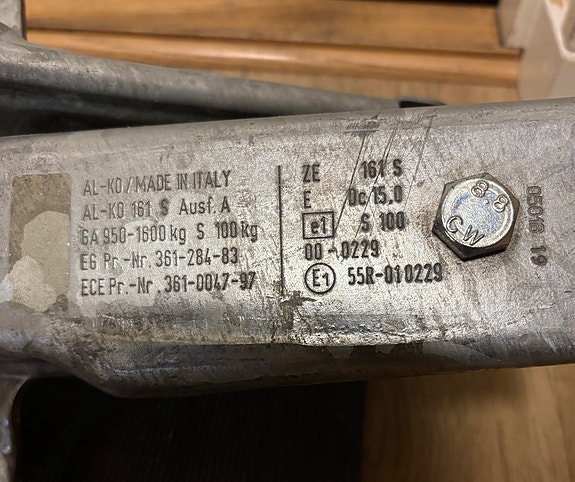 AL-KO/MADE IN ITALY
AL-KO 161 S Ausf. A
GA 950-1600 kg S 100 kg
EG Pr.-Nr. 361-284-83
ECE Pr.-Nr. 361-0047-97
ZE 161 S
E Dc 15,0
e1 S 100
00-0229
E1 55R-010229
8.8
CW
05018 19